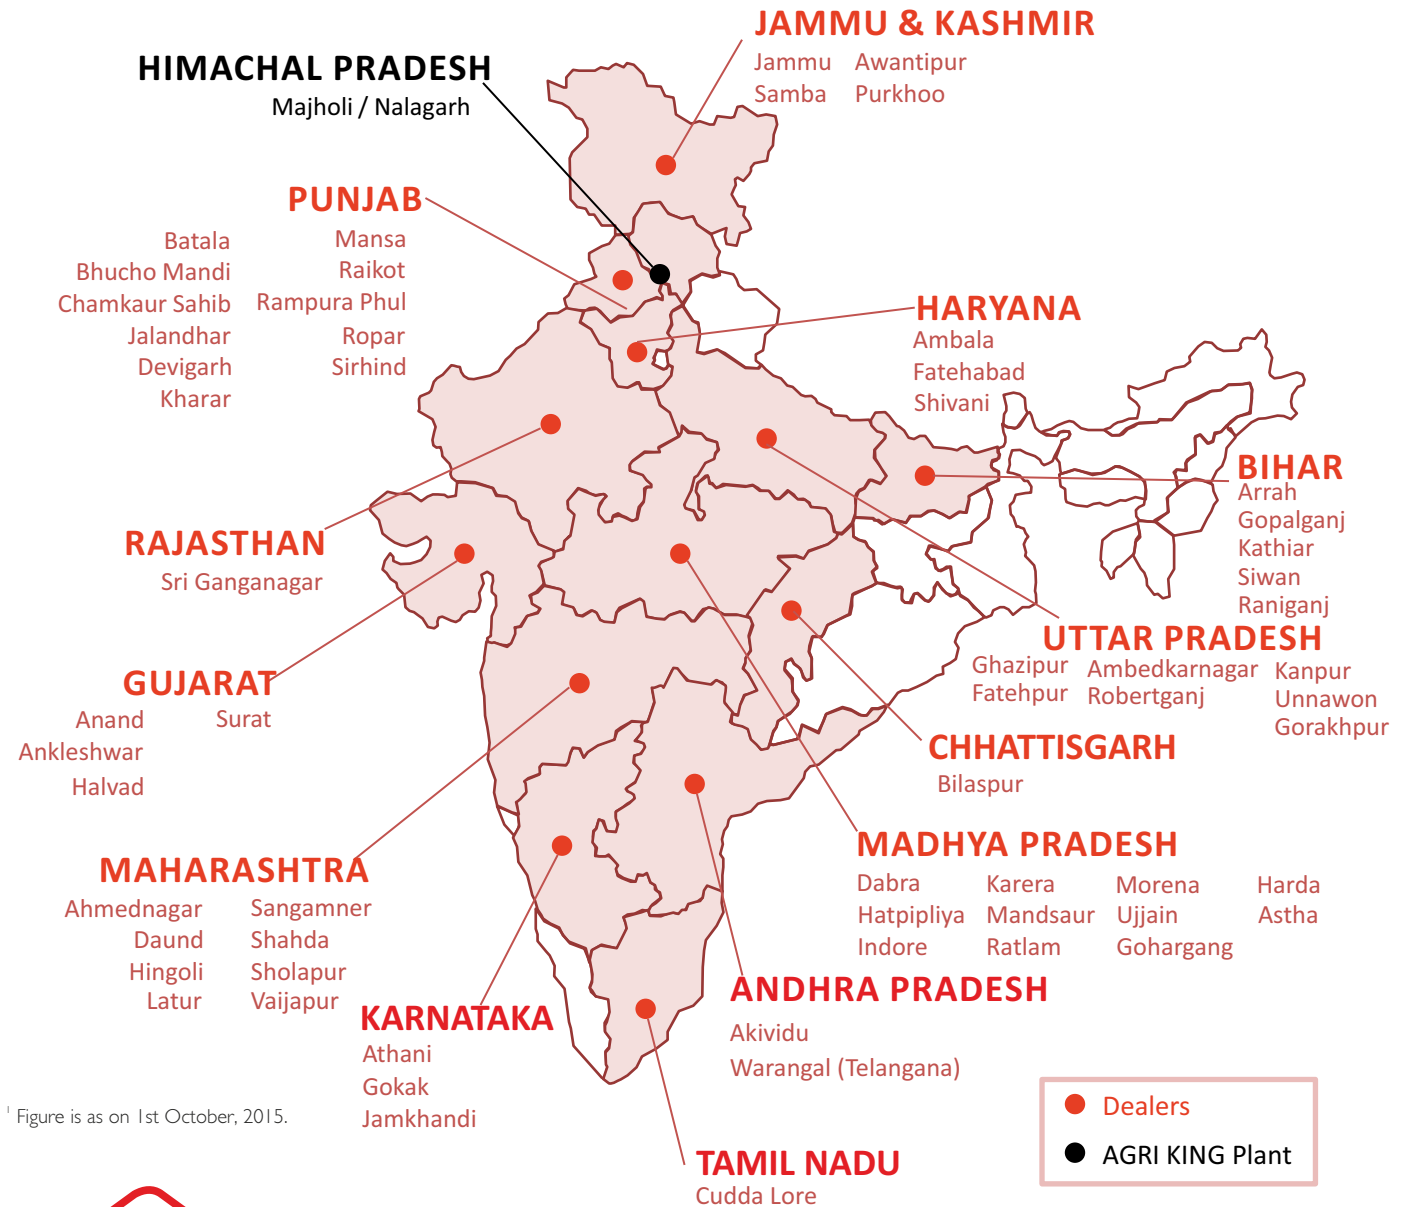 JAMMU & KASHMIR
Jammu Awantipur
Samba Purkhoo
HIMACHAL PRADESH
Majholi / Nalagarh
PUNJAB
Batala Mansa
Bhucho Mandi Raikot
Chamkaur Sahib Rampura Phul
Jalandhar Ropar
Devigarh Sirhind
Kharar
HARYANA
Ambala
Fatehabad
Shivani
BIHAR
Arrah
Gopalganj
Kathiar
Siwan
Raniganj
RAJASTHAN
Sri Ganganagar
UTTAR PRADESH
Ghazipur Ambedkarnagar Kanpur
Fatehpur Robertganj Unnawon
Gorakhpur
GUJARAT
Anand Surat
Ankleshwar
Halvad
CHHATTISGARH
Bilaspur
MADHYA PRADESH
Dabra Karera Morena Harda
Hatpipliya Mandsaur Ujjain Astha
Indore Ratlam Gohargang
MAHARASHTRA
Ahmednagar Sangamner
Daund Shahda
Hingoli Sholapur
Latur Vaijapur
ANDHRA PRADESH
Akividu
Warangal (Telangana)
KARNATAKA
Athani
Gokak
Jamkhandi
TAMIL NADU
Cudda Lore
Dealers
AGRI KING Plant
¹ Figure is as on 1st October, 2015.